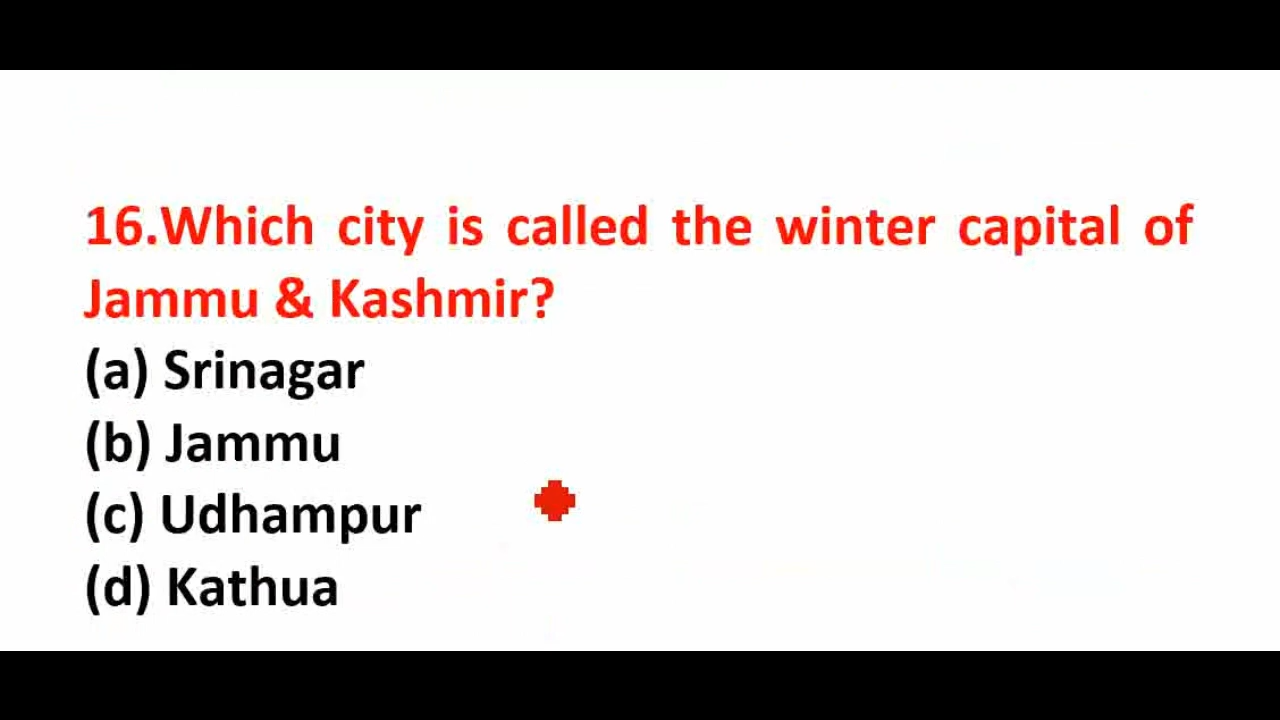 16.Which city is called the winter capital of
Jammu & Kashmir?
(a) Srinagar
(b) Jammu
(c) Udhampur
(d) Kathua